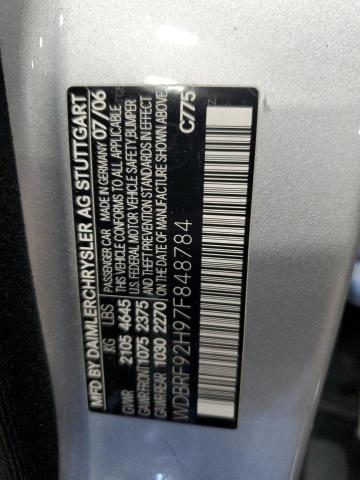 MFD BY DAIMLERCHRYSLER AG STUTTGART
PASSENGER CAR MADE IN GERMANY 07/06
THIS VEHICLE CONFORMS TO ALL APPLICABLE
U.S. FEDERAL MOTOR VEHICLE SAFETY, BUMPER
AND THEFT PREVENTION STANDARDS IN EFFECT
ON THE DATE OF MANUFACTURE SHOWN ABOVE
KG LBS
GVWR 2105 4645
GAWR FRONT 1075 2375
GAWR REAR 1030 2270
C775
WDBRF92H97F848784